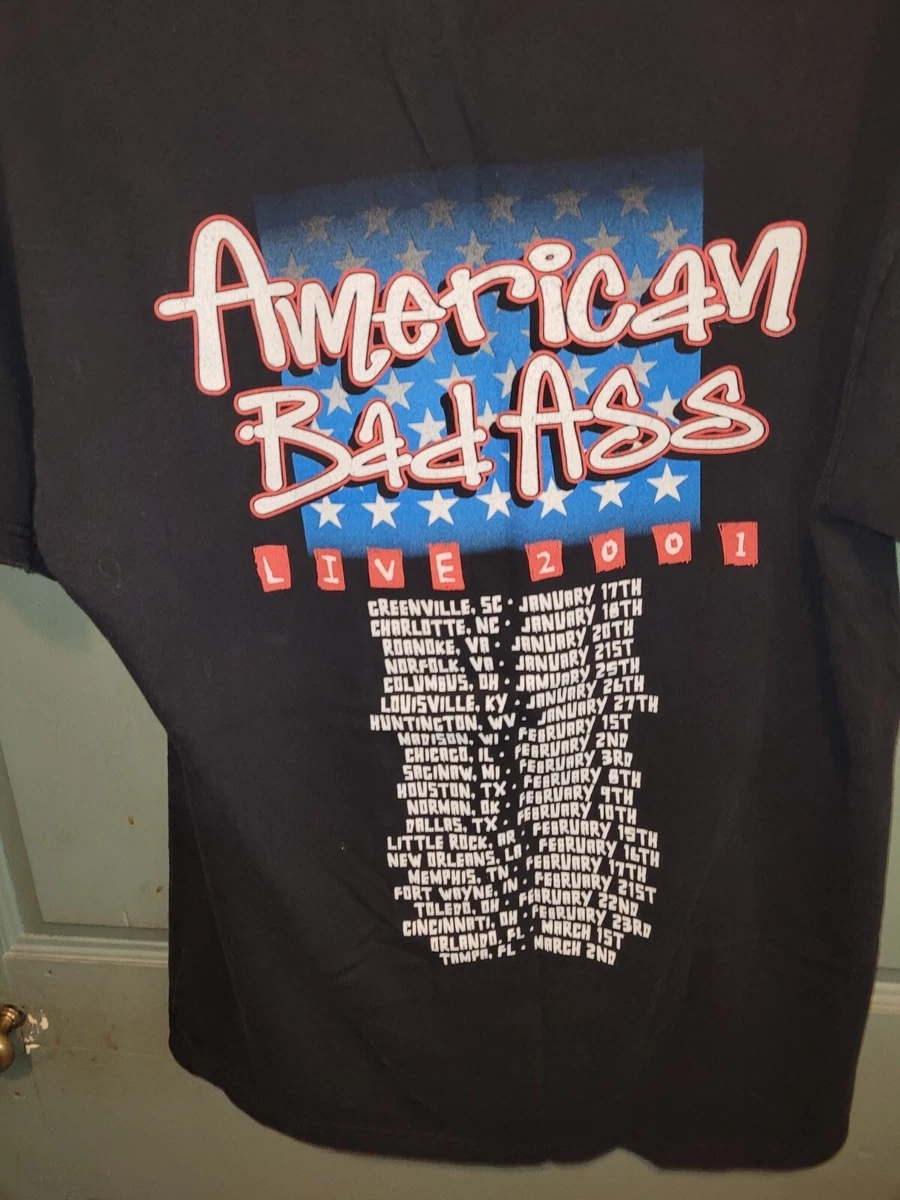 American
BadAss
LIVE 2001
GREENVILLE, SC · JANUARY 17TH
CHARLOTTE, NC · JANUARY 18TH
ROANOKE, VA · JANUARY 20TH
NORFOLK, VA · JANUARY 21ST
COLUMBUS, OH · JANUARY 25TH
LOUISVILLE, KY · JANUARY 26TH
HUNTINGTON, WV · JANUARY 27TH
MADISON, WI · FEBRUARY 1ST
CHICAGO, IL · FEBRUARY 2ND
SAGINAW, MI · FEBRUARY 3RD
HOUSTON, TX · FEBRUARY 8TH
NORMAN, OK · FEBRUARY 9TH
DALLAS, TX · FEBRUARY 10TH
LITTLE ROCK, AR · FEBRUARY 15TH
NEW ORLEANS, LA · FEBRUARY 16TH
MEMPHIS, TN · FEBRUARY 17TH
FORT WAYNE, IN · FEBRUARY 21ST
TOLEDO, OH · FEBRUARY 22ND
CINCINNATI, OH · FEBRUARY 23RD
ORLANDO, FL · MARCH 1ST
TAMPA, FL · MARCH 2ND